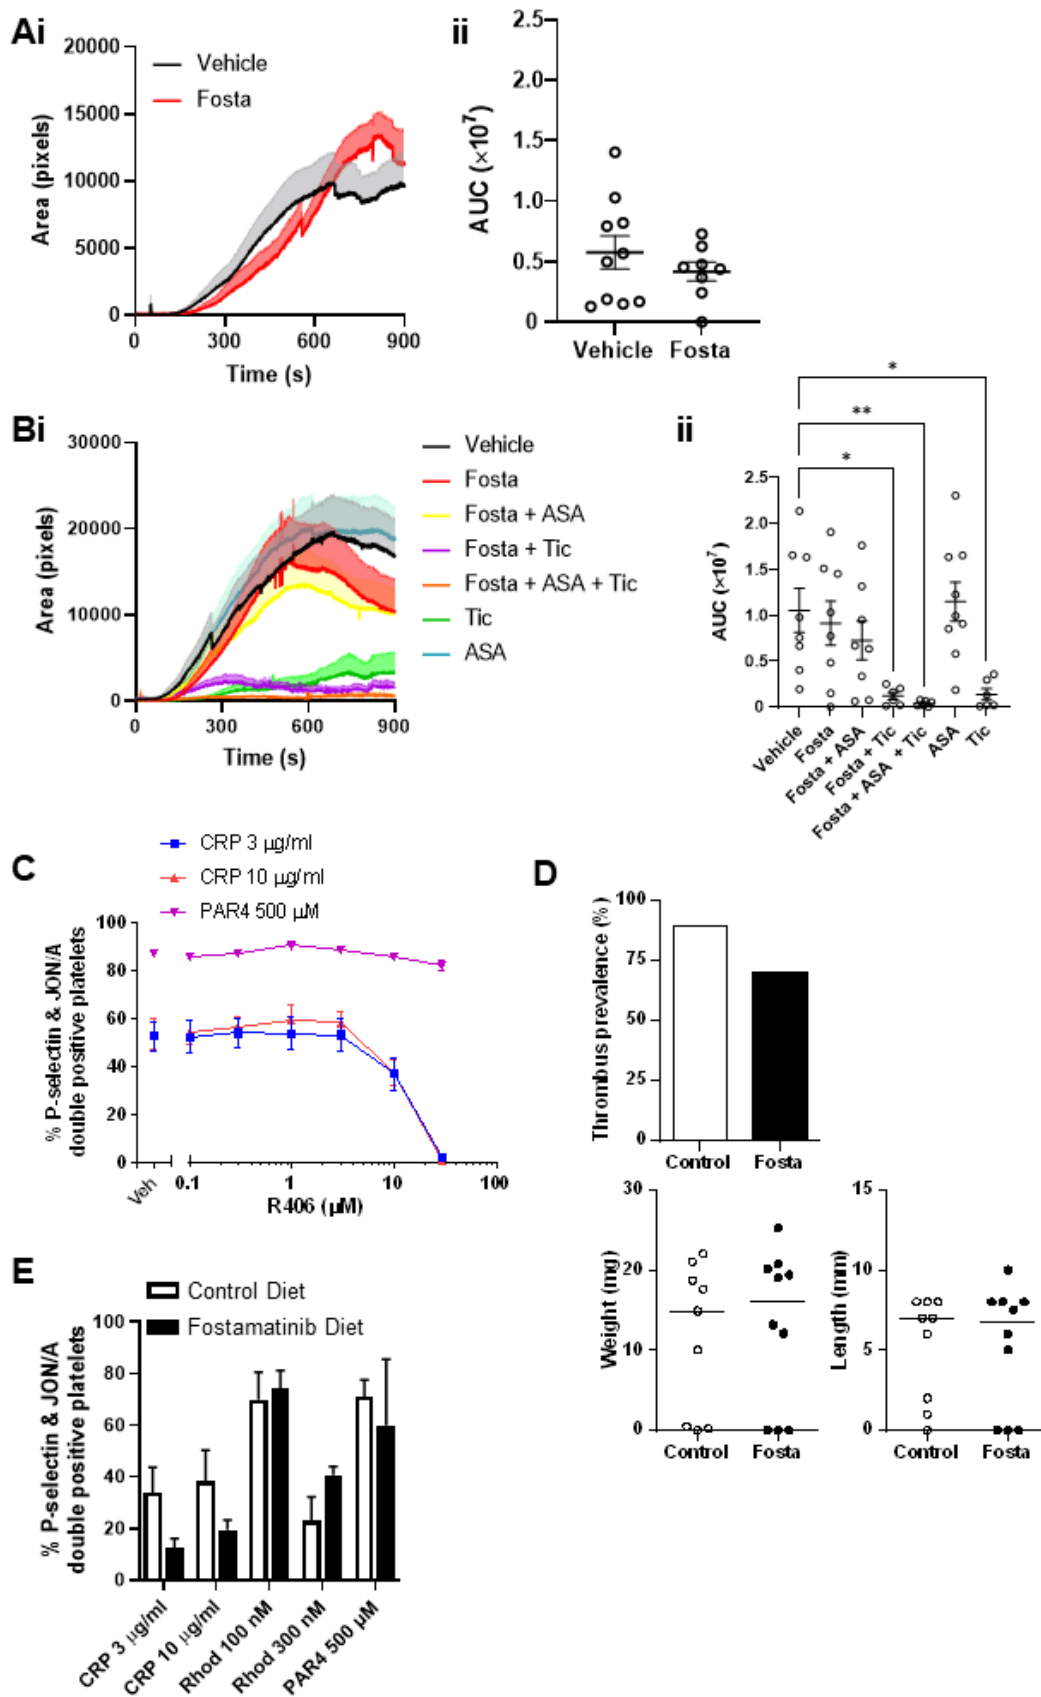 Ai
20000
15000
10000
5000
0
Area (pixels)
Vehicle
Fosta
0 300 600 900
Time (s)
ii
2.5
2.0
1.5
1.0
0.5
0
AUC (×10⁷)
Vehicle Fosta
Bi
30000
20000
10000
0
Area (pixels)
0 300 600 900
Time (s)
Vehicle
Fosta
Fosta + ASA
Fosta + Tic
Fosta + ASA + Tic
Tic
ASA
ii
*
**
*
2.5
2.0
1.5
1.0
0.5
0
AUC (×10⁷)
Vehicle
Fosta
Fosta + ASA
Fosta + Tic
Fosta + ASA + Tic
ASA
Tic
C
CRP 3 µg/ml
CRP 10 µg/ml
PAR4 500 µM
100
80
60
40
20
0
% P-selectin & JON/A
double positive platelets
Veh 0.1 1 10 100
R406 (µM)
D
100
75
50
25
0
Thrombus prevalence (%)
Control Fosta
30
20
10
0
Weight (mg)
Control Fosta
15
10
5
0
Length (mm)
Control Fosta
E
Control Diet
Fostamatinib Diet
100
80
60
40
20
0
% P-selectin & JON/A
double positive platelets
CRP 3 µg/ml
CRP 10 µg/ml
Rhod 100 nM
Rhod 300 nM
PAR4 500 µM